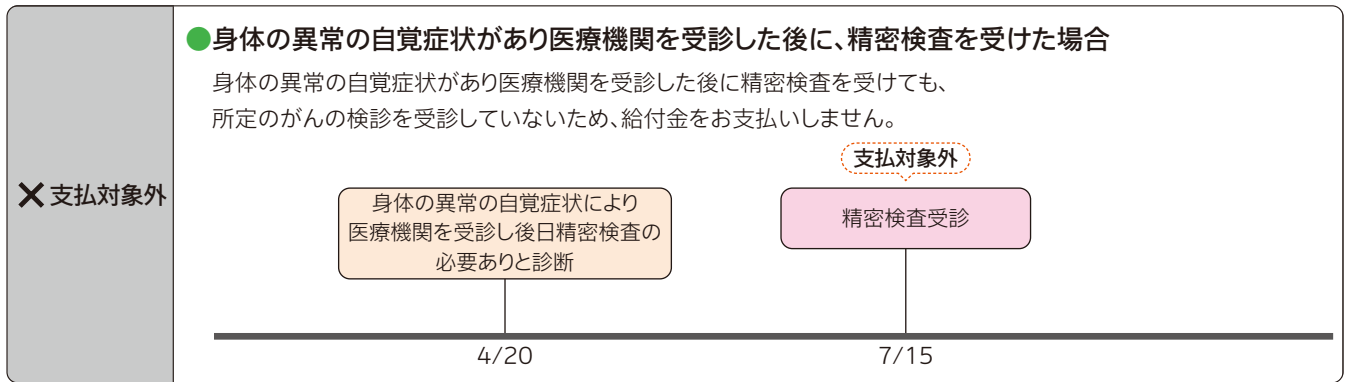 ✕支払対象外
●身体の異常の自覚症状があり医療機関を受診した後に、精密検査を受けた場合
身体の異常の自覚症状があり医療機関を受診した後に精密検査を受けても、
所定のがんの検診を受診していないため、給付金をお支払いしません。
支払対象外
身体の異常の自覚症状により
医療機関を受診し後日精密検査の
必要ありと診断
精密検査受診
4/20
7/15